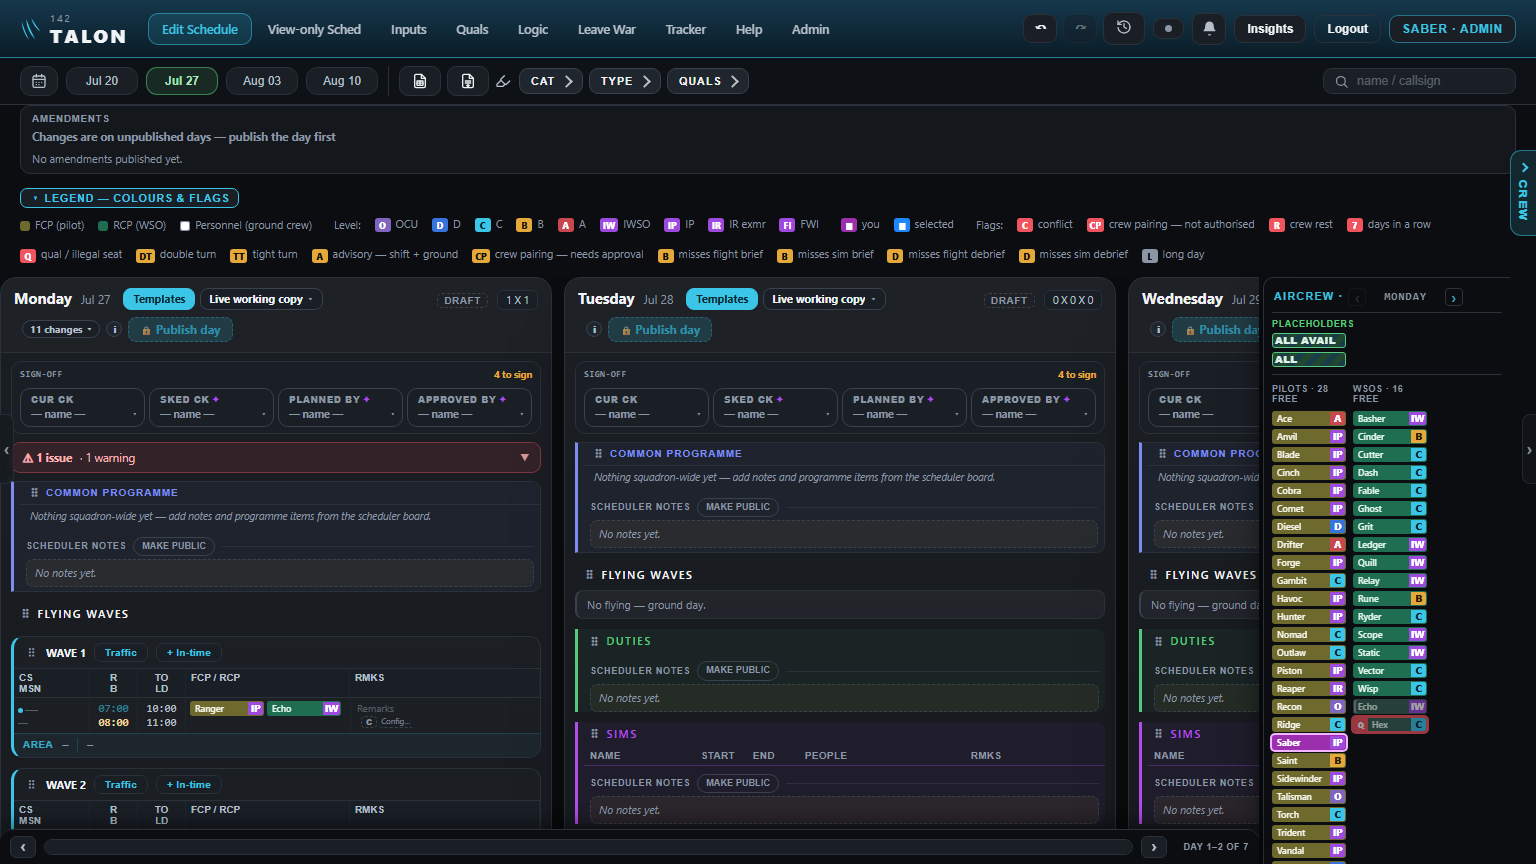 142
TALON
Edit Schedule
View-only Sched
Inputs
Quals
Logic
Leave War
Tracker
Help
Admin
Insights
Logout
SABER · ADMIN
Jul 20
Jul 27
Aug 03
Aug 10
CAT
TYPE
QUALS
name / callsign
AMENDMENTS
Changes are on unpublished days — publish the day first
No amendments published yet.
CREW
LEGEND — COLOURS & FLAGS
FCP (pilot) RCP (WSO) Personnel (ground crew) Level: O OCU D D C C B B A A IW IWSO IP IP IR IR exmr FI FWI you selected Flags: C conflict CP crew pairing — not authorised R crew rest 7 days in a row
Q qual / illegal seat DT double turn TT tight turn A advisory — shift + ground CP crew pairing — needs approval B misses flight brief B misses sim brief D misses flight debrief D misses sim debrief L long day
Monday Jul 27 Templates Live working copy DRAFT 1X1
11 changes i Publish day
SIGN-OFF 4 to sign
CUR CK SKED CK PLANNED BY APPROVED BY
— name — — name — — name — — name —
1 issue · 1 warning
COMMON PROGRAMME
Nothing squadron-wide yet — add notes and programme items from the scheduler board.
SCHEDULER NOTES MAKE PUBLIC
No notes yet.
FLYING WAVES
WAVE 1 Traffic + In-time
CS R TO FCP / RCP RMKS
MSN B LD
— 07:00 10:00 Ranger IP Echo IW Remarks
— 08:00 11:00 C Config...
AREA — —
WAVE 2 Traffic + In-time
CS R TO FCP / RCP RMKS
MSN B LD
Tuesday Jul 28 Templates Live working copy DRAFT 0X0X0
i Publish day
SIGN-OFF 4 to sign
CUR CK SKED CK PLANNED BY APPROVED BY
— name — — name — — name — — name —
COMMON PROGRAMME
Nothing squadron-wide yet — add notes and programme items from the scheduler board.
SCHEDULER NOTES MAKE PUBLIC
No notes yet.
FLYING WAVES
No flying — ground day.
DUTIES
SCHEDULER NOTES MAKE PUBLIC
No notes yet.
SIMS
NAME START END PEOPLE RMKS
SCHEDULER NOTES MAKE PUBLIC
No notes yet.
Wednesday Jul 29
i Publish day
SIGN-OFF
CUR CK
— name —
COMMON PROG
Nothing squadron-wid
SCHEDULER NOTES
No notes yet.
FLYING WAVES
No flying — ground da
DUTIES
SCHEDULER NOTES
No notes yet.
SIMS
NAME
SCHEDULER NOTES
No notes yet.
AIRCREW · MONDAY
PLACEHOLDERS
ALL AVAIL
ALL
PILOTS · 28 WSOS · 16
FREE FREE
Ace A Basher IW
Anvil IP Cinder B
Blade IP Cutter C
Cinch IP Dash C
Cobra IP Fable C
Comet IP Ghost C
Diesel D Grit C
Drifter A Ledger IW
Forge IP Quill IW
Gambit C Relay IW
Havoc IP Rune B
Hunter IP Ryder C
Nomad C Scope IW
Outlaw C Static IW
Piston IP Vector C
Reaper IR Wisp C
Recon O Echo IW
Ridge C Q Hex C
Saber IP
Saint B
Sidewinder IP
Talisman O
Torch C
Trident IP
Vandal IP
DAY 1–2 OF 7